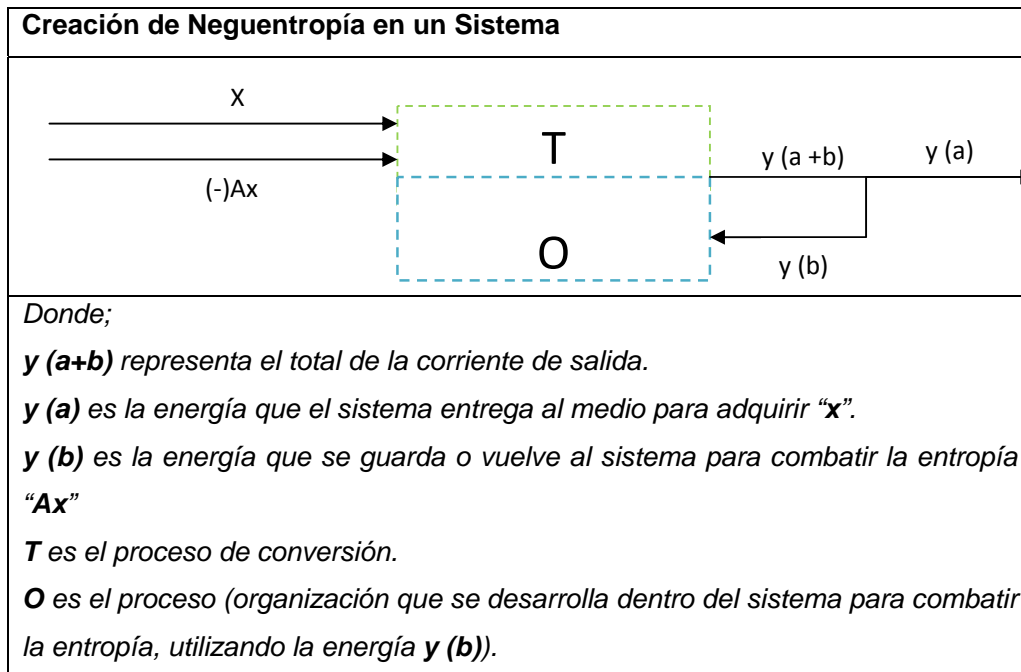 Creación de Neguentropía en un Sistema
X
T
y (a +b)
y (a)
(-)Ax
O
y (b)
Donde;
y (a+b) representa el total de la corriente de salida.
y (a) es la energía que el sistema entrega al medio para adquirir “x”.
y (b) es la energía que se guarda o vuelve al sistema para combatir la entropía
“Ax”
T es el proceso de conversión.
O es el proceso (organización que se desarrolla dentro del sistema para combatir
la entropía, utilizando la energía y (b)).